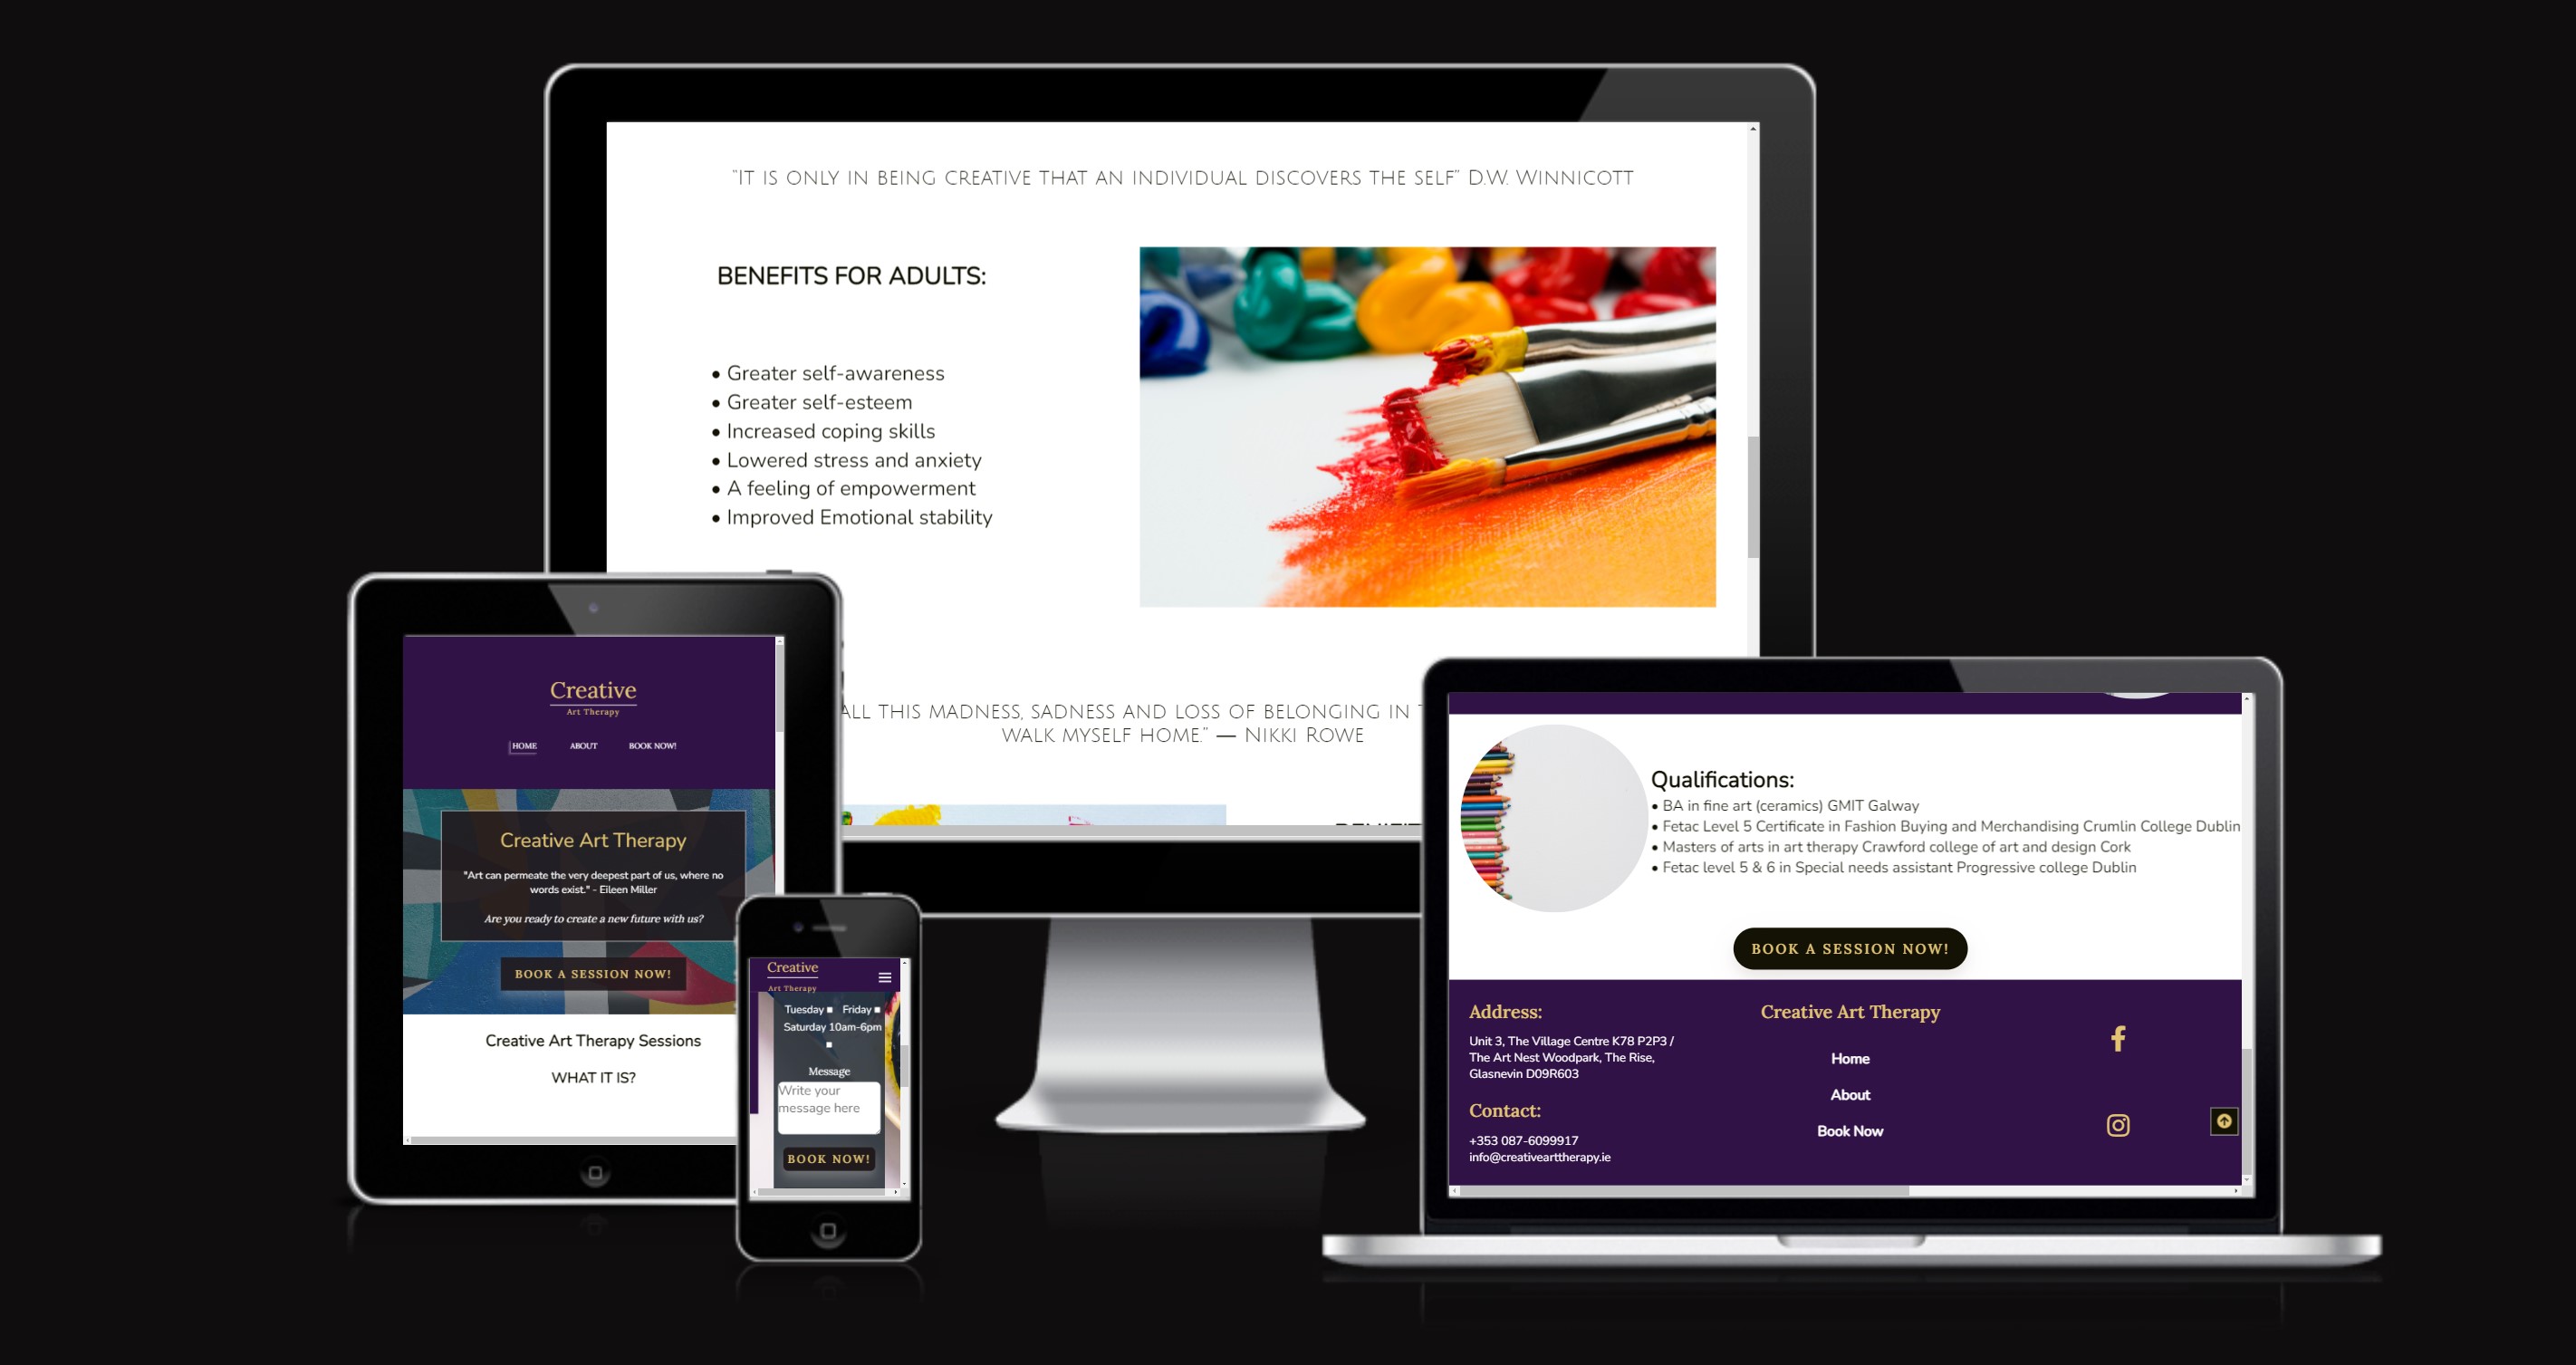 "It is only in being creative that an individual discovers the self" D.W. Winnicott
BENEFITS FOR ADULTS:
• Greater self-awareness
• Greater self-esteem
• Increased coping skills
• Lowered stress and anxiety
• A feeling of empowerment
• Improved Emotional stability
all this madness, sadness and loss of belonging in
walk myself home." — Nikki Rowe
Creative
Art Therapy
HOME ABOUT BOOK NOW!
Creative Art Therapy
"Art can permeate the very deepest part of us, where no
words exist." - Eileen Miller
Are you ready to create a new future with us?
BOOK A SESSION NOW!
Creative Art Therapy Sessions
WHAT IT IS?
Creative
Art Therapy
Tuesday Friday
Saturday 10am-6pm
Message
Write your
message here
BOOK NOW!
Qualifications:
• BA in fine art (ceramics) GMIT Galway
• Fetac Level 5 Certificate in Fashion Buying and Merchandising Crumlin College Dublin
• Masters of arts in art therapy Crawford college of art and design Cork
• Fetac level 5 & 6 in Special needs assistant Progressive college Dublin
BOOK A SESSION NOW!
Address:
Unit 3, The Village Centre K78 P2P3 /
The Art Nest Woodpark, The Rise,
Glasnevin D09R603
Contact:
+353 087-6099917
info@creativearttherapy.ie
Creative Art Therapy
Home
About
Book Now